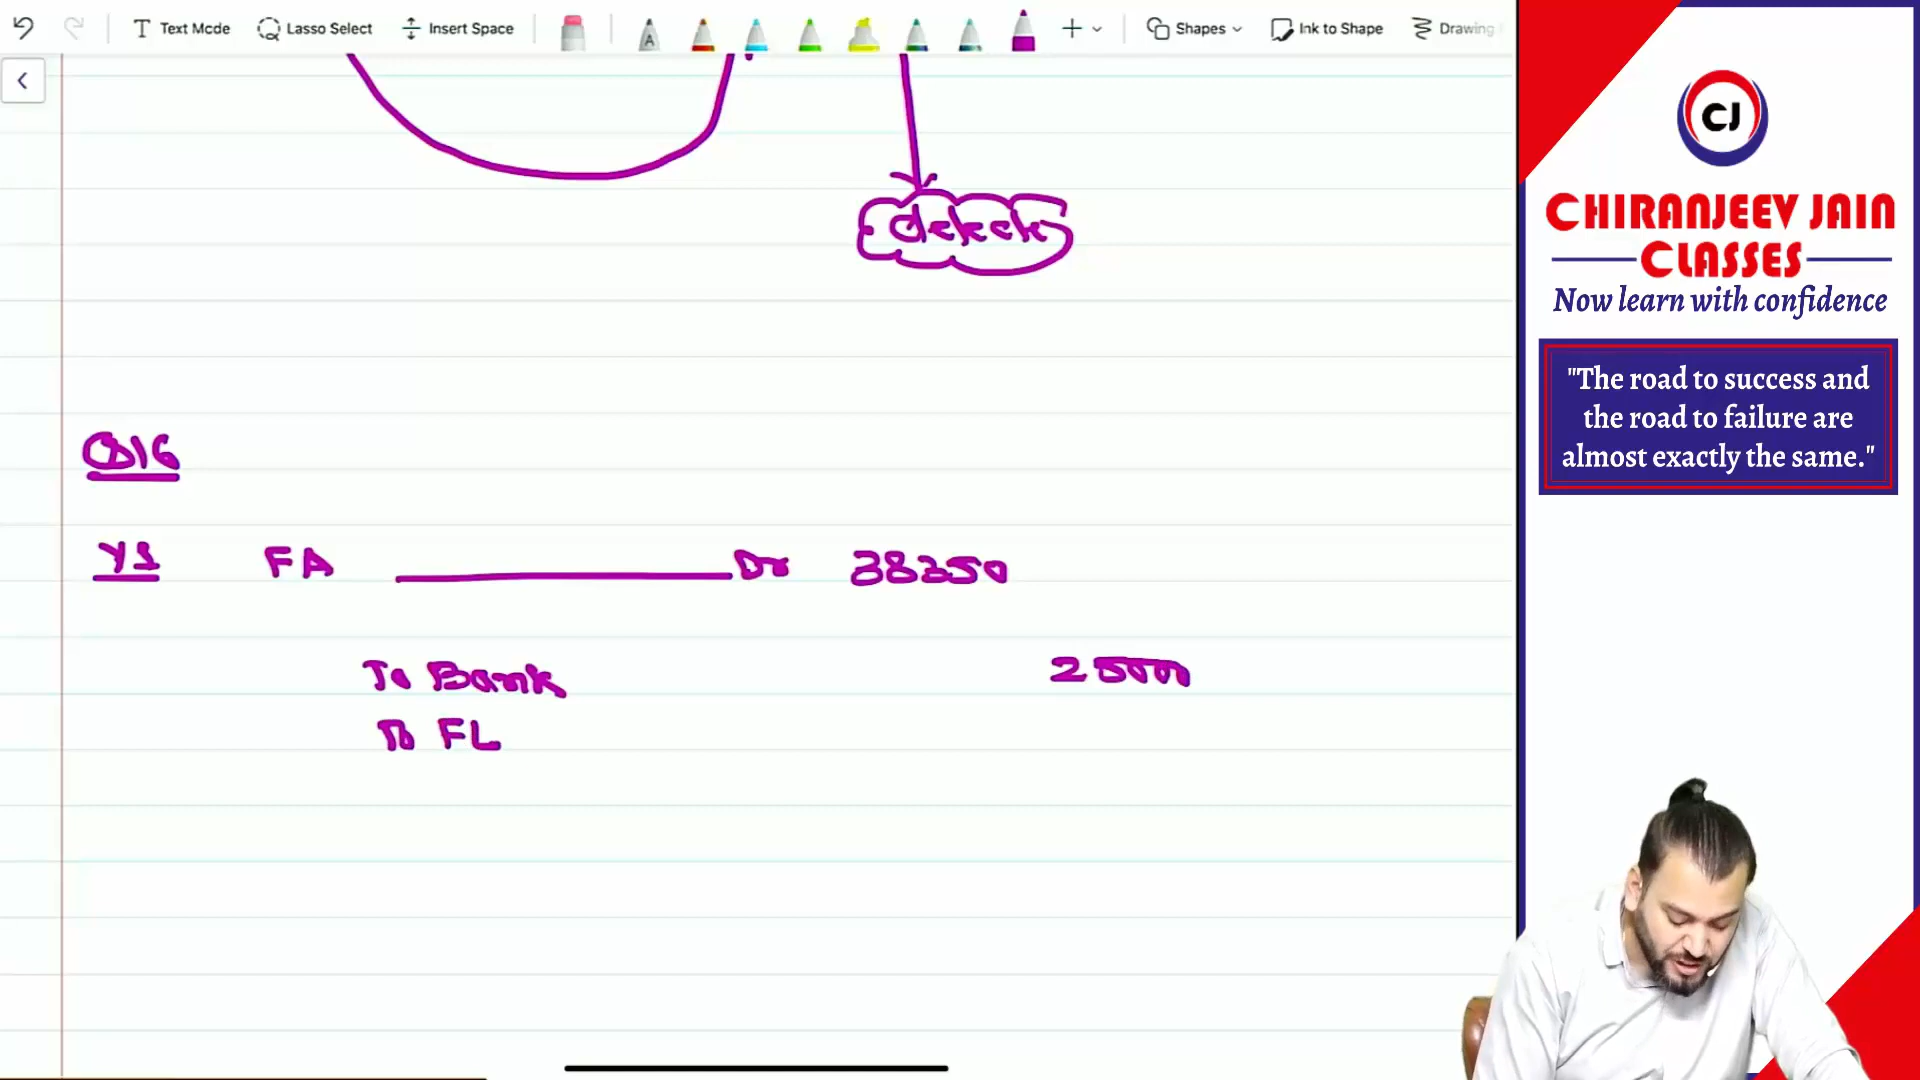 Text Mode Lasso Select Insert Space A Shapes Ink to Shape Drawing
Q16
Y1 FA Dr 38350
To Bank 25000
To FL
CJ
CHIRANJEEV JAIN
CLASSES
Now learn with confidence
"The road to success and
the road to failure are
almost exactly the same."